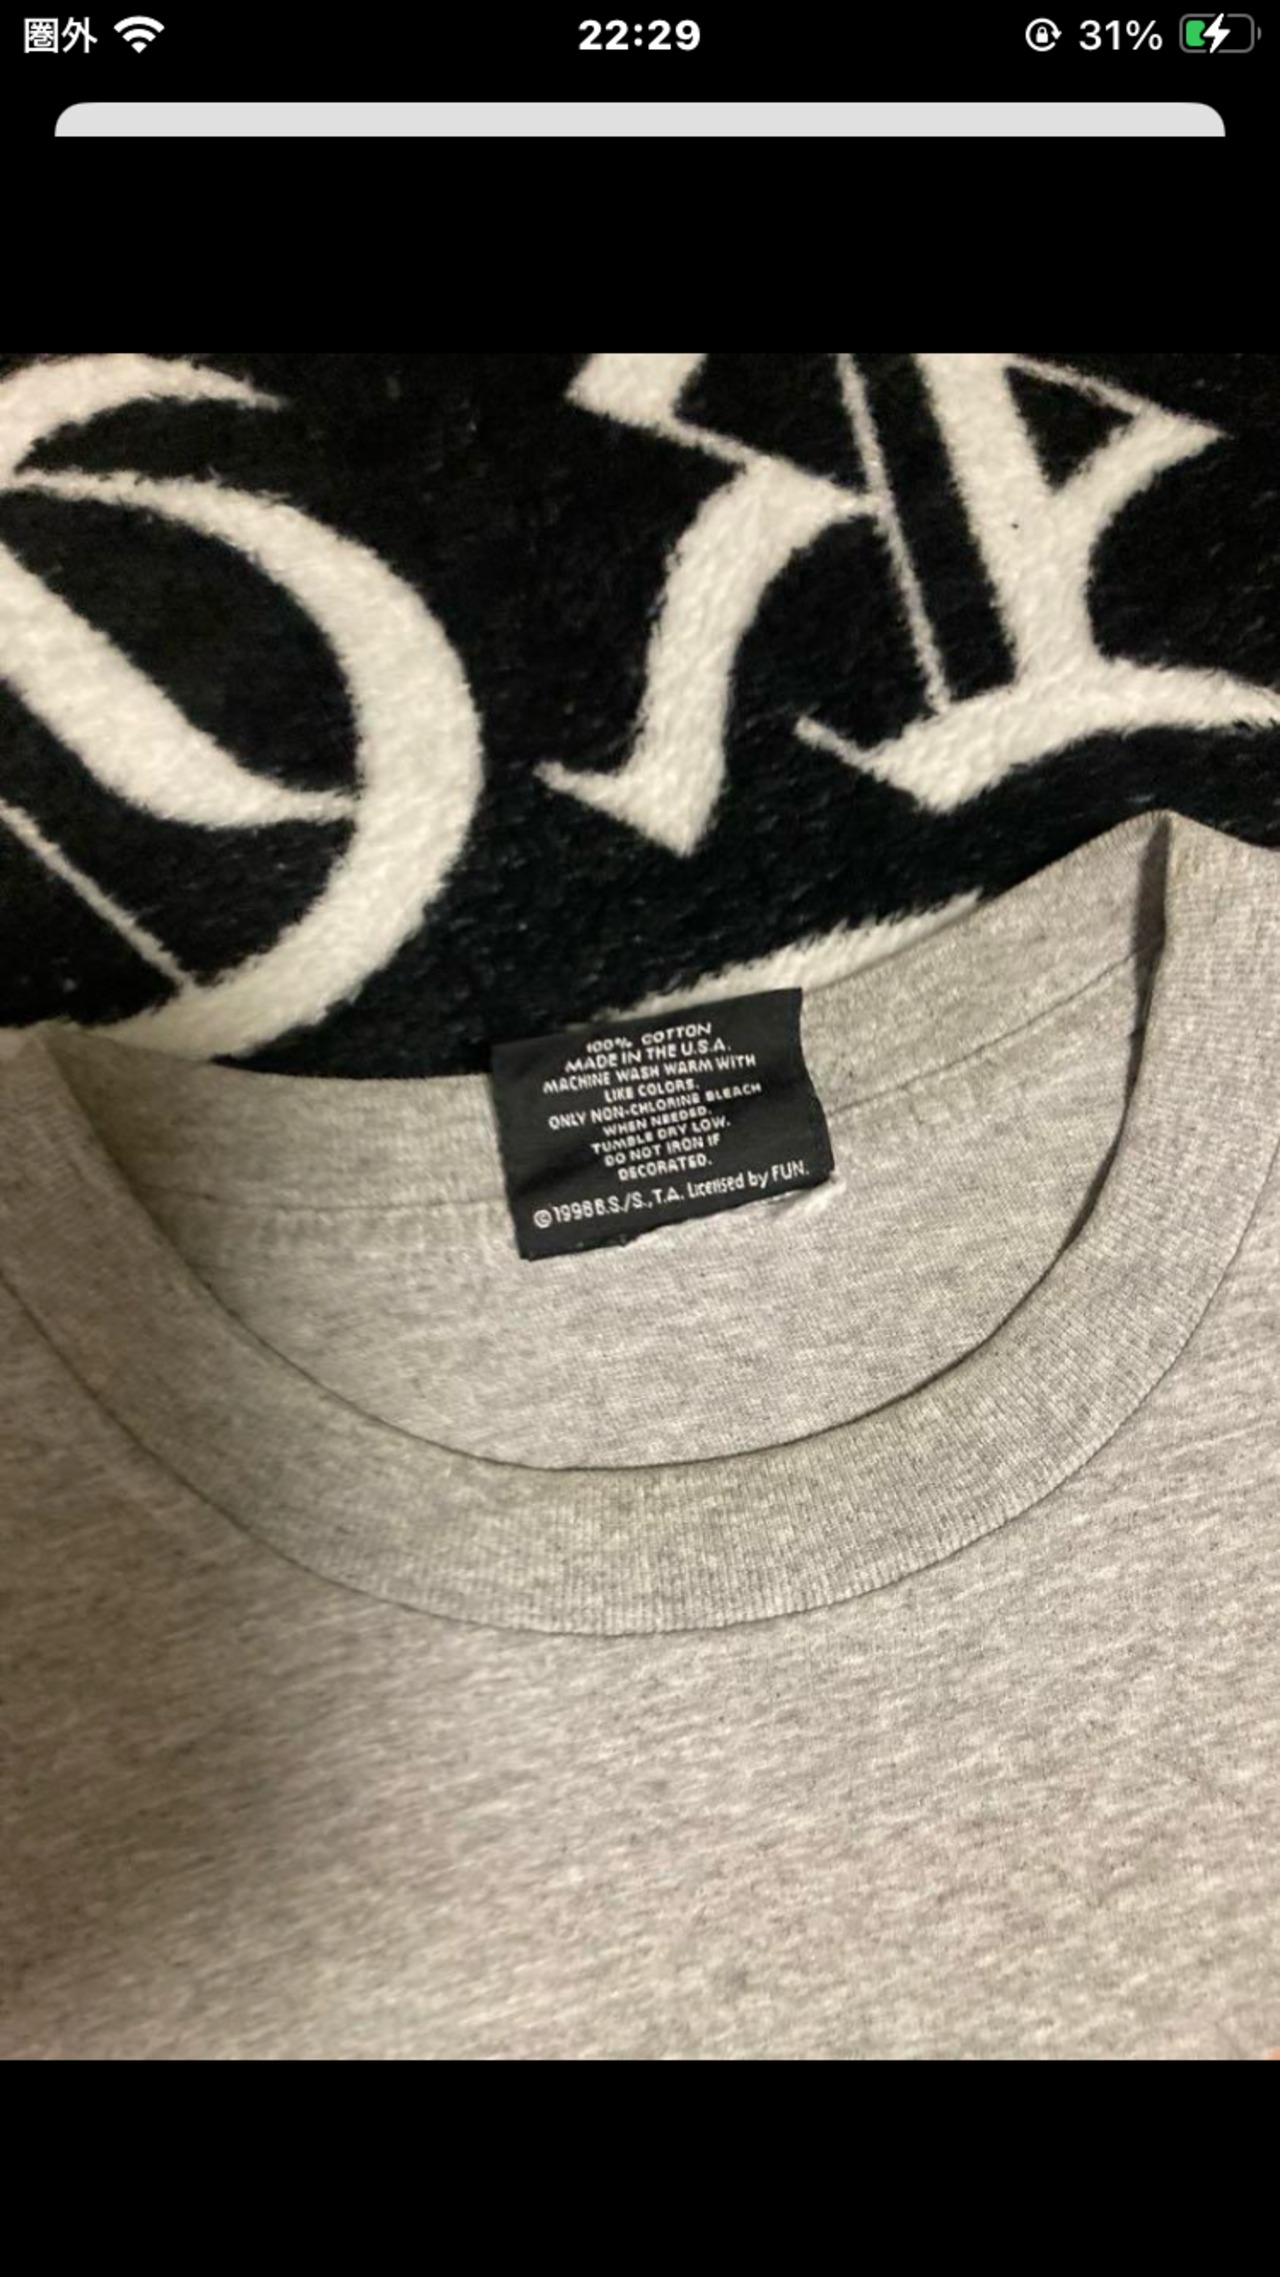 圏外
22:29
31%
100% COTTON
MADE IN THE U.S.A.
MACHINE WASH WARM WITH
LIKE COLORS.
ONLY NON-CHLORINE BLEACH
WHEN NEEDED.
TUMBLE DRY LOW.
DO NOT IRON IF
DECORATED.
©1998 B.S./S.,T.A. Licensed by FUN.